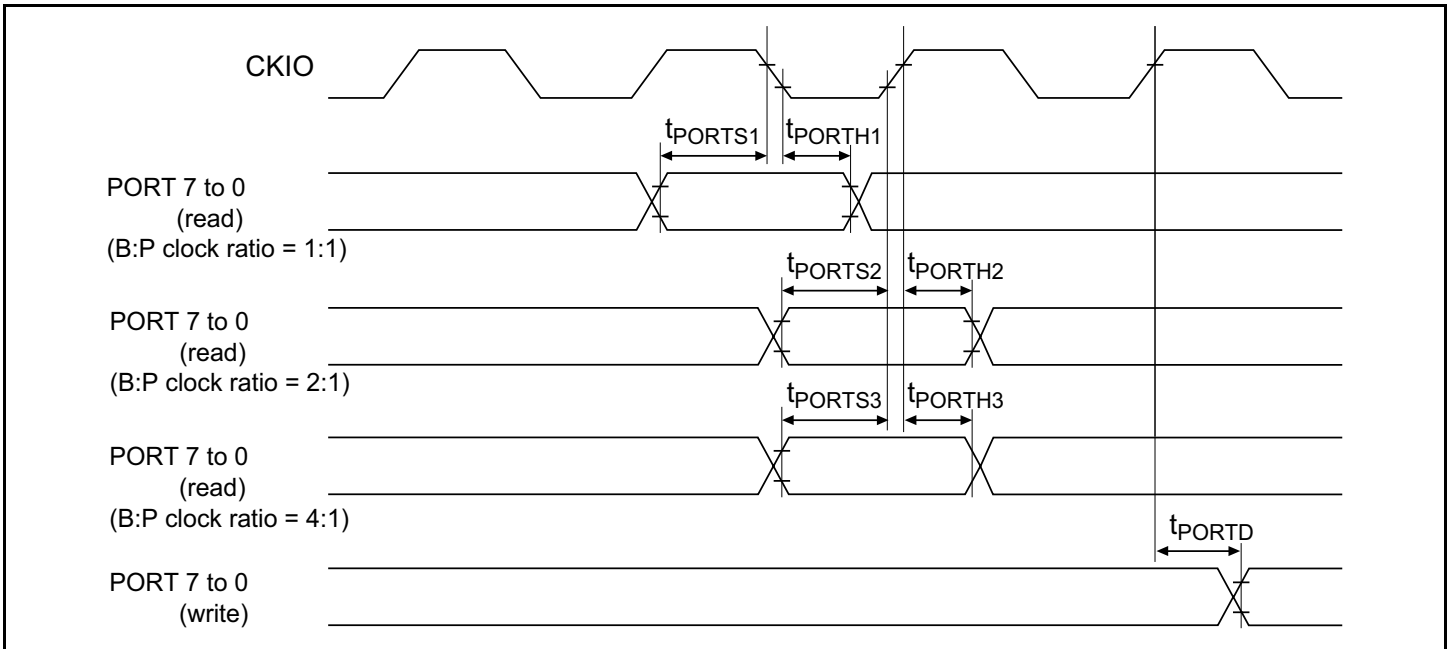 CKIO
tPORTS1 tPORTH1
PORT 7 to 0
(read)
(B:P clock ratio = 1:1)
tPORTS2 tPORTH2
PORT 7 to 0
(read)
(B:P clock ratio = 2:1)
tPORTS3 tPORTH3
PORT 7 to 0
(read)
(B:P clock ratio = 4:1)
tPORTD
PORT 7 to 0
(write)